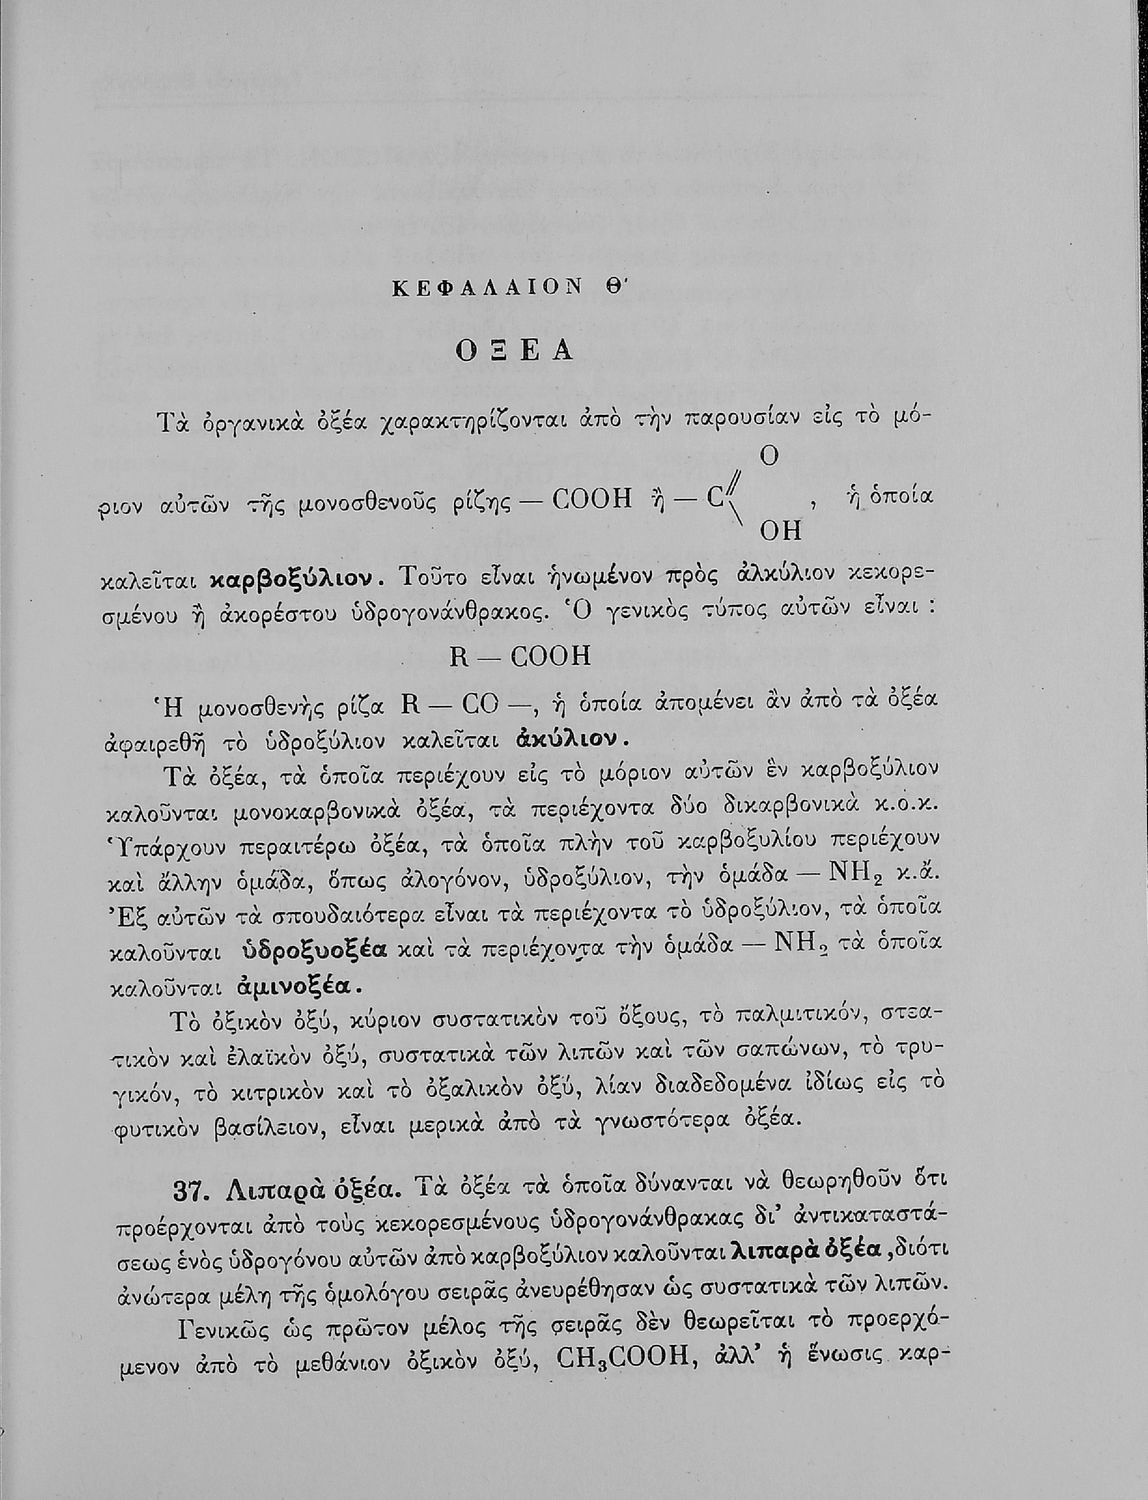 ΚΕΦΑΛΑΙΟΝ Θ'
ΟΞΕΑ
Τὰ ὀργανικὰ ὀξέα χαρακτηρίζονται ἀπὸ τὴν παρουσίαν εἰς τὸ μό-
O
ριον αὐτῶν τῆς μονοσθενοῦς ρίζης — COOH ἢ — C , ἡ ὁποία
OH
καλεῖται καρβοξύλιον. Τοῦτο εἶναι ἡνωμένον πρὸς ἀλκύλιον κεκορε-
σμένου ἢ ἀκορέστου ὑδρογονάνθρακος. Ὁ γενικὸς τύπος αὐτῶν εἶναι :
R — COOH
Ἡ μονοσθενὴς ρίζα R — CO —, ἡ ὁποία ἀπομένει ἂν ἀπὸ τὰ ὀξέα
ἀφαιρεθῆ τὸ ὑδροξύλιον καλεῖται ἀκύλιον.
Τὰ ὀξέα, τὰ ὁποῖα περιέχουν εἰς τὸ μόριον αὐτῶν ἓν καρβοξύλιον
καλοῦνται μονοκαρβονικὰ ὀξέα, τὰ περιέχοντα δύο δικαρβονικὰ κ.ο.κ.
Ὑπάρχουν περαιτέρω ὀξέα, τὰ ὁποῖα πλὴν τοῦ καρβοξυλίου περιέχουν
καὶ ἄλλην ὁμάδα, ὅπως ἀλογόνον, ὑδροξύλιον, τὴν ὁμάδα — NH₂ κ.ἄ.
Ἐξ αὐτῶν τὰ σπουδαιότερα εἶναι τὰ περιέχοντα τὸ ὑδροξύλιον, τὰ ὁποῖα
καλοῦνται ὑδροξυοξέα καὶ τὰ περιέχοντα τὴν ὁμάδα — NH₂ τὰ ὁποῖα
καλοῦνται ἀμινοξέα.
Τὸ ὀξικὸν ὀξύ, κύριον συστατικὸν τοῦ ὄξους, τὸ παλμιτικόν, στεα-
τικὸν καὶ ἐλαϊκὸν ὀξύ, συστατικὰ τῶν λιπῶν καὶ τῶν σαπώνων, τὸ τρυ-
γικόν, τὸ κιτρικὸν καὶ τὸ ὀξαλικὸν ὀξύ, λίαν διαδεδομένα ἰδίως εἰς τὸ
φυτικὸν βασίλειον, εἶναι μερικὰ ἀπὸ τὰ γνωστότερα ὀξέα.
37. Λιπαρὰ ὀξέα. Τὰ ὀξέα τὰ ὁποῖα δύνανται νὰ θεωρηθοῦν ὅτι
προέρχονται ἀπὸ τοὺς κεκορεσμένους ὑδρογονάνθρακας δι' ἀντικαταστά-
σεως ἑνὸς ὑδρογόνου αὐτῶν ἀπὸ καρβοξύλιον καλοῦνται λιπαρὰ ὀξέα, διότι
ἀνώτερα μέλη τῆς ὁμολόγου σειρᾶς ἀνευρέθησαν ὡς συστατικὰ τῶν λιπῶν.
Γενικῶς ὡς πρῶτον μέλος τῆς σειρᾶς δὲν θεωρεῖται τὸ προερχό-
μενον ἀπὸ τὸ μεθάνιον ὀξικὸν ὀξύ, CH₃COOH, ἀλλ' ἡ ἕνωσις καρ-